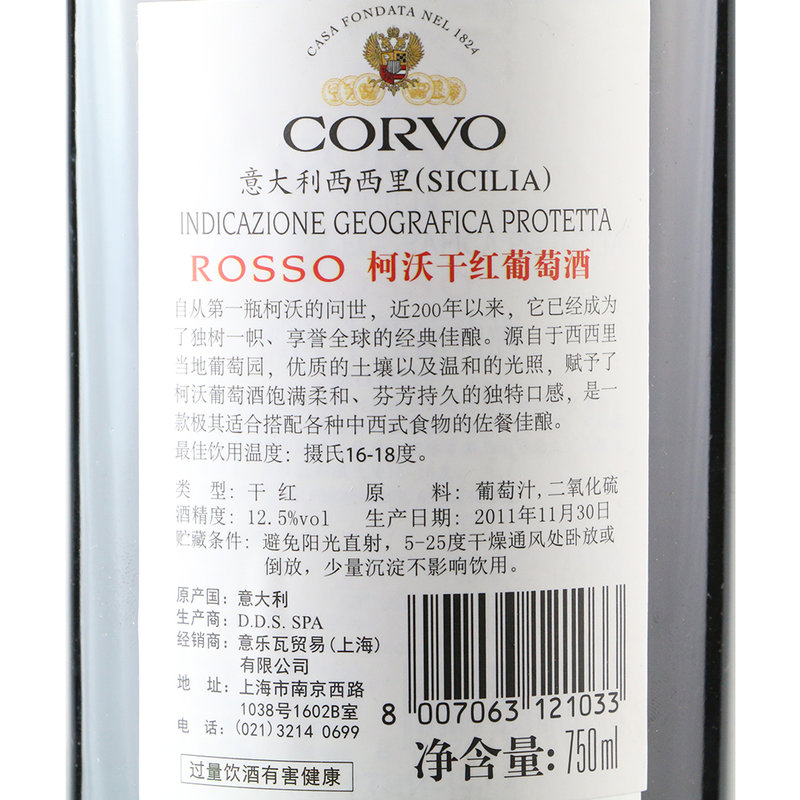 CASA FONDATA NEL 1824
CORVO
意大利西西里(SICILIA)
INDICAZIONE GEOGRAFICA PROTETTA
ROSSO 柯沃干红葡萄酒
自从第一瓶柯沃的问世，近200年以来，它已经成为
了独树一帜、享誉全球的经典佳酿。源自于西西里
当地葡萄园，优质的土壤以及温和的光照，赋予了
柯沃葡萄酒饱满柔和、芬芳持久的独特口感，是一
款极其适合搭配各种中西式食物的佐餐佳酿。
最佳饮用温度：摄氏16-18度。
类 型：干 红 原 料：葡萄汁,二氧化硫
酒精度：12.5%vol 生产日期：2011年11月30日
贮藏条件：避免阳光直射，5-25度干燥通风处卧放或
倒放，少量沉淀不影响饮用。
原产国：意大利
生产商：D.D.S. SPA
经销商：意乐瓦贸易(上海)
有限公司
地 址：上海市南京西路
1038号1602B室
电 话：(021)3214 0699
过量饮酒有害健康
8 007063 121033
净含量:750ml